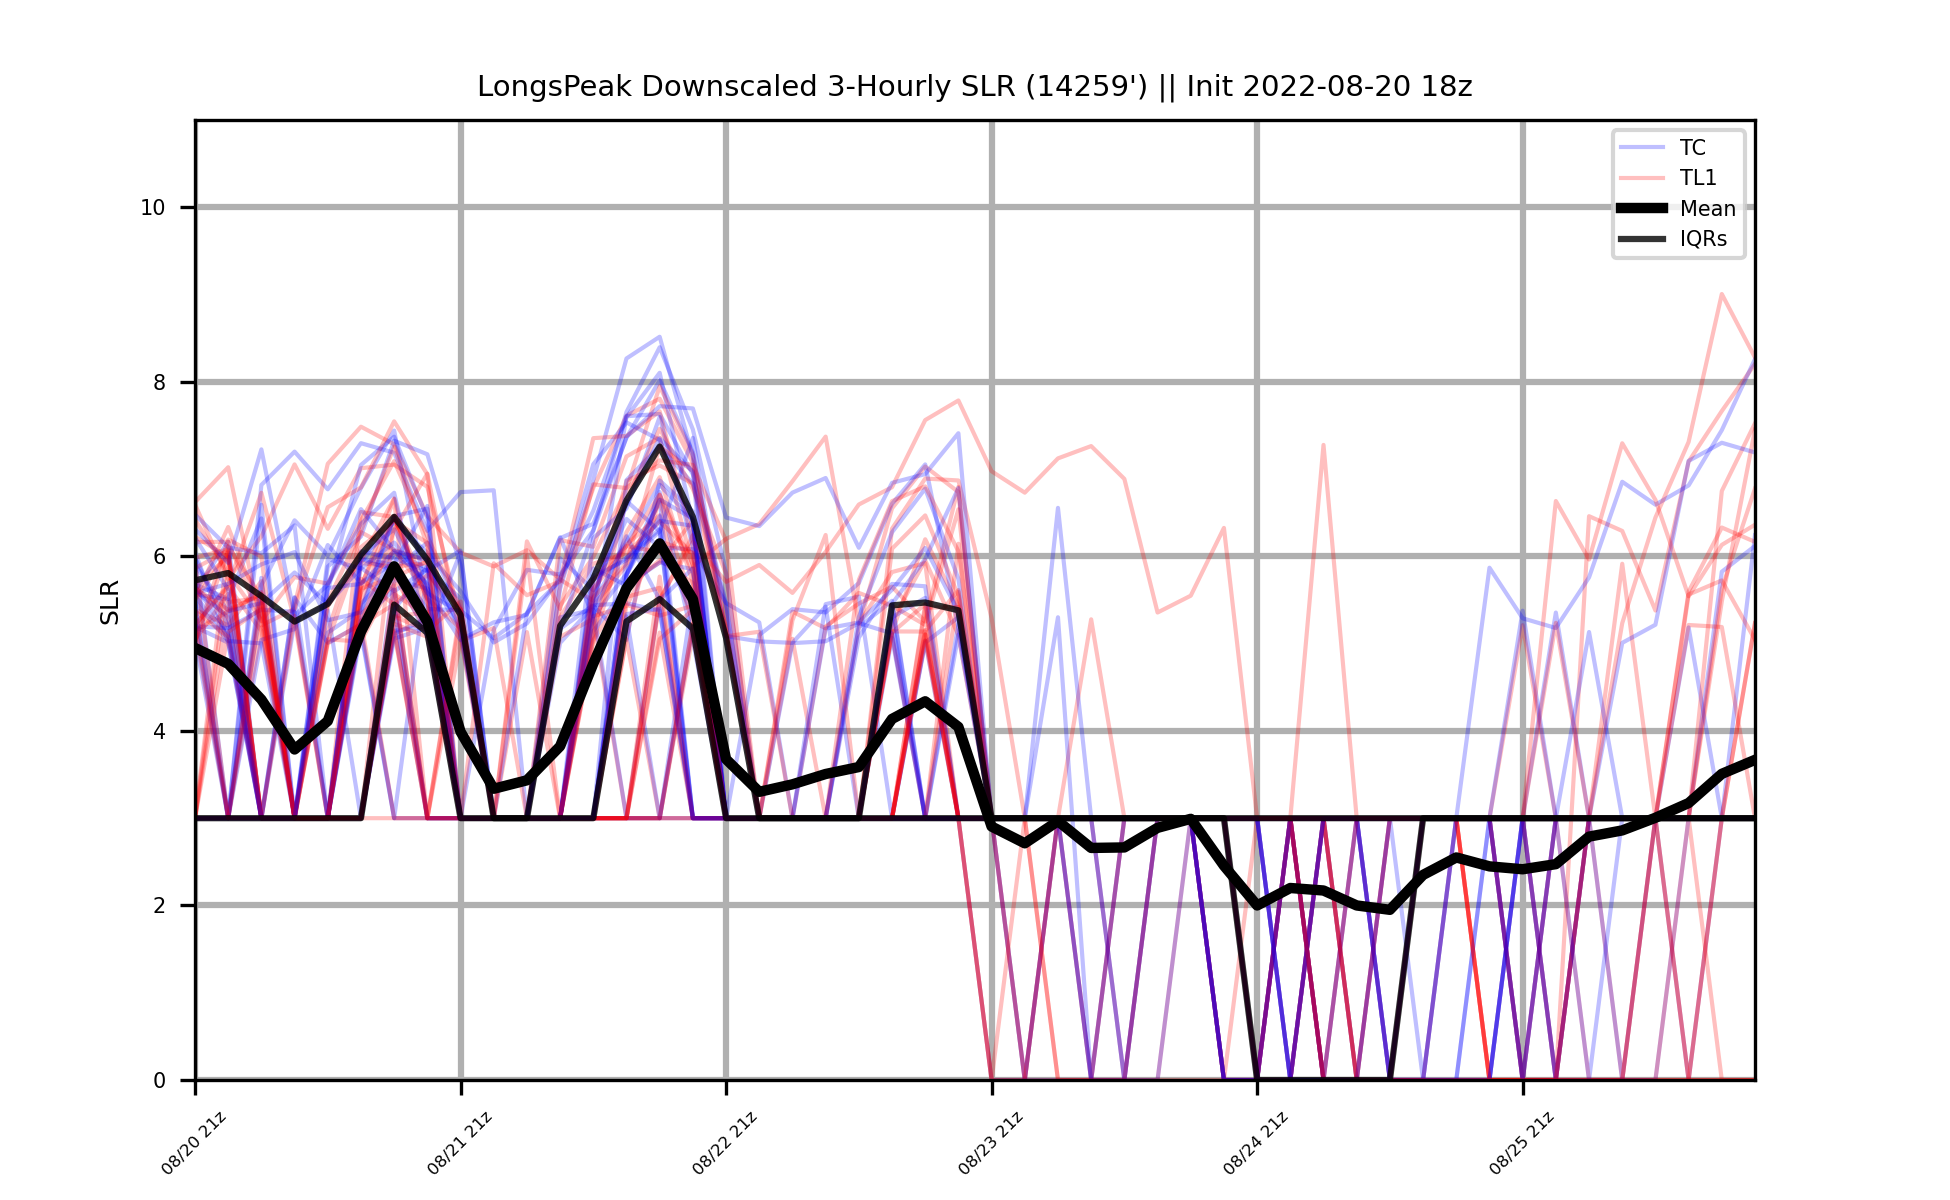 LongsPeak Downscaled 3-Hourly SLR (14259') || Init 2022-08-20 18z
TC
TL1
Mean
IQRs
SLR
10
8
6
4
2
0
08/20 21z
08/21 21z
08/22 21z
08/23 21z
08/24 21z
08/25 21z